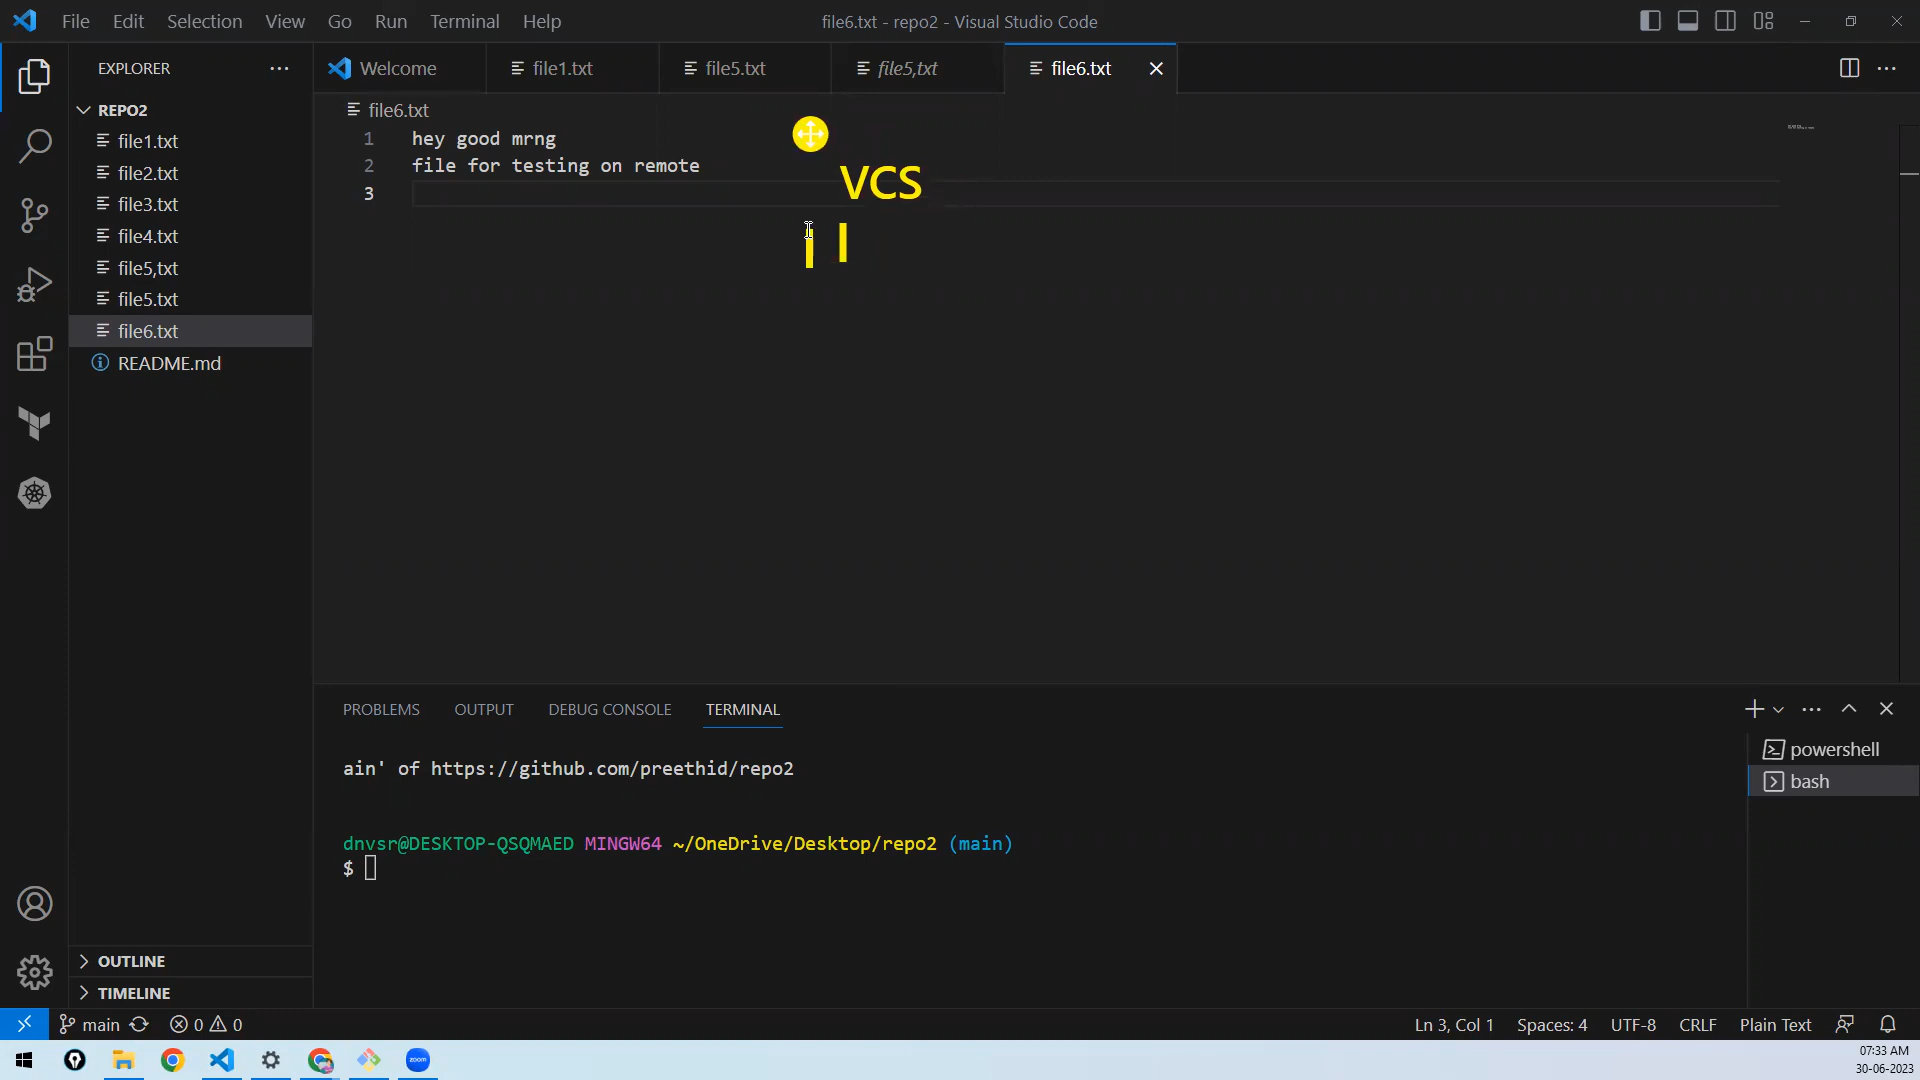 File Edit Selection View Go Run Terminal Help
file6.txt - repo2 - Visual Studio Code
EXPLORER
Welcome file1.txt file5.txt file5,txt file6.txt
REPO2
file1.txt
file2.txt
file3.txt
file4.txt
file5,txt
file5.txt
file6.txt
README.md
file6.txt
1 hey good mrng
2 file for testing on remote
3
VCS
I
PROBLEMS OUTPUT DEBUG CONSOLE TERMINAL
ain' of https://github.com/preethid/repo2
dnvsr@DESKTOP-QSQMAED MINGW64 ~/OneDrive/Desktop/repo2 (main)
$
powershell
bash
OUTLINE
TIMELINE
main 0 0
Ln 3, Col 1 Spaces: 4 UTF-8 CRLF Plain Text
zoom
07:33 AM
30-06-2023